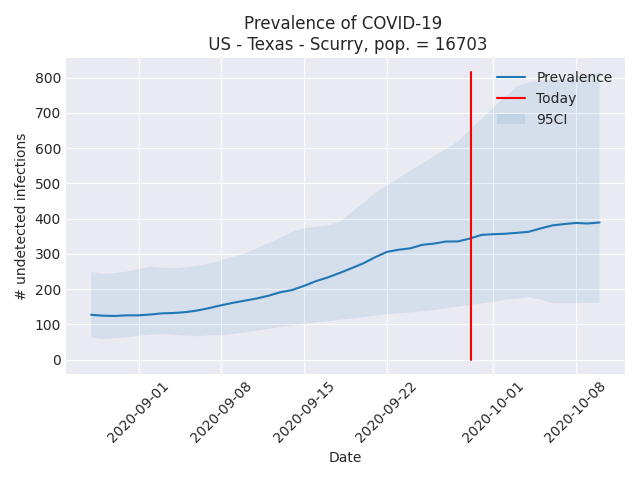 Prevalence of COVID-19
US - Texas - Scurry, pop. = 16703
800
700
600
500
400
300
200
100
0
# undetected infections
Prevalence
Today
95CI
2020-09-01
2020-09-08
2020-09-15
2020-09-22
2020-10-01
2020-10-08
Date